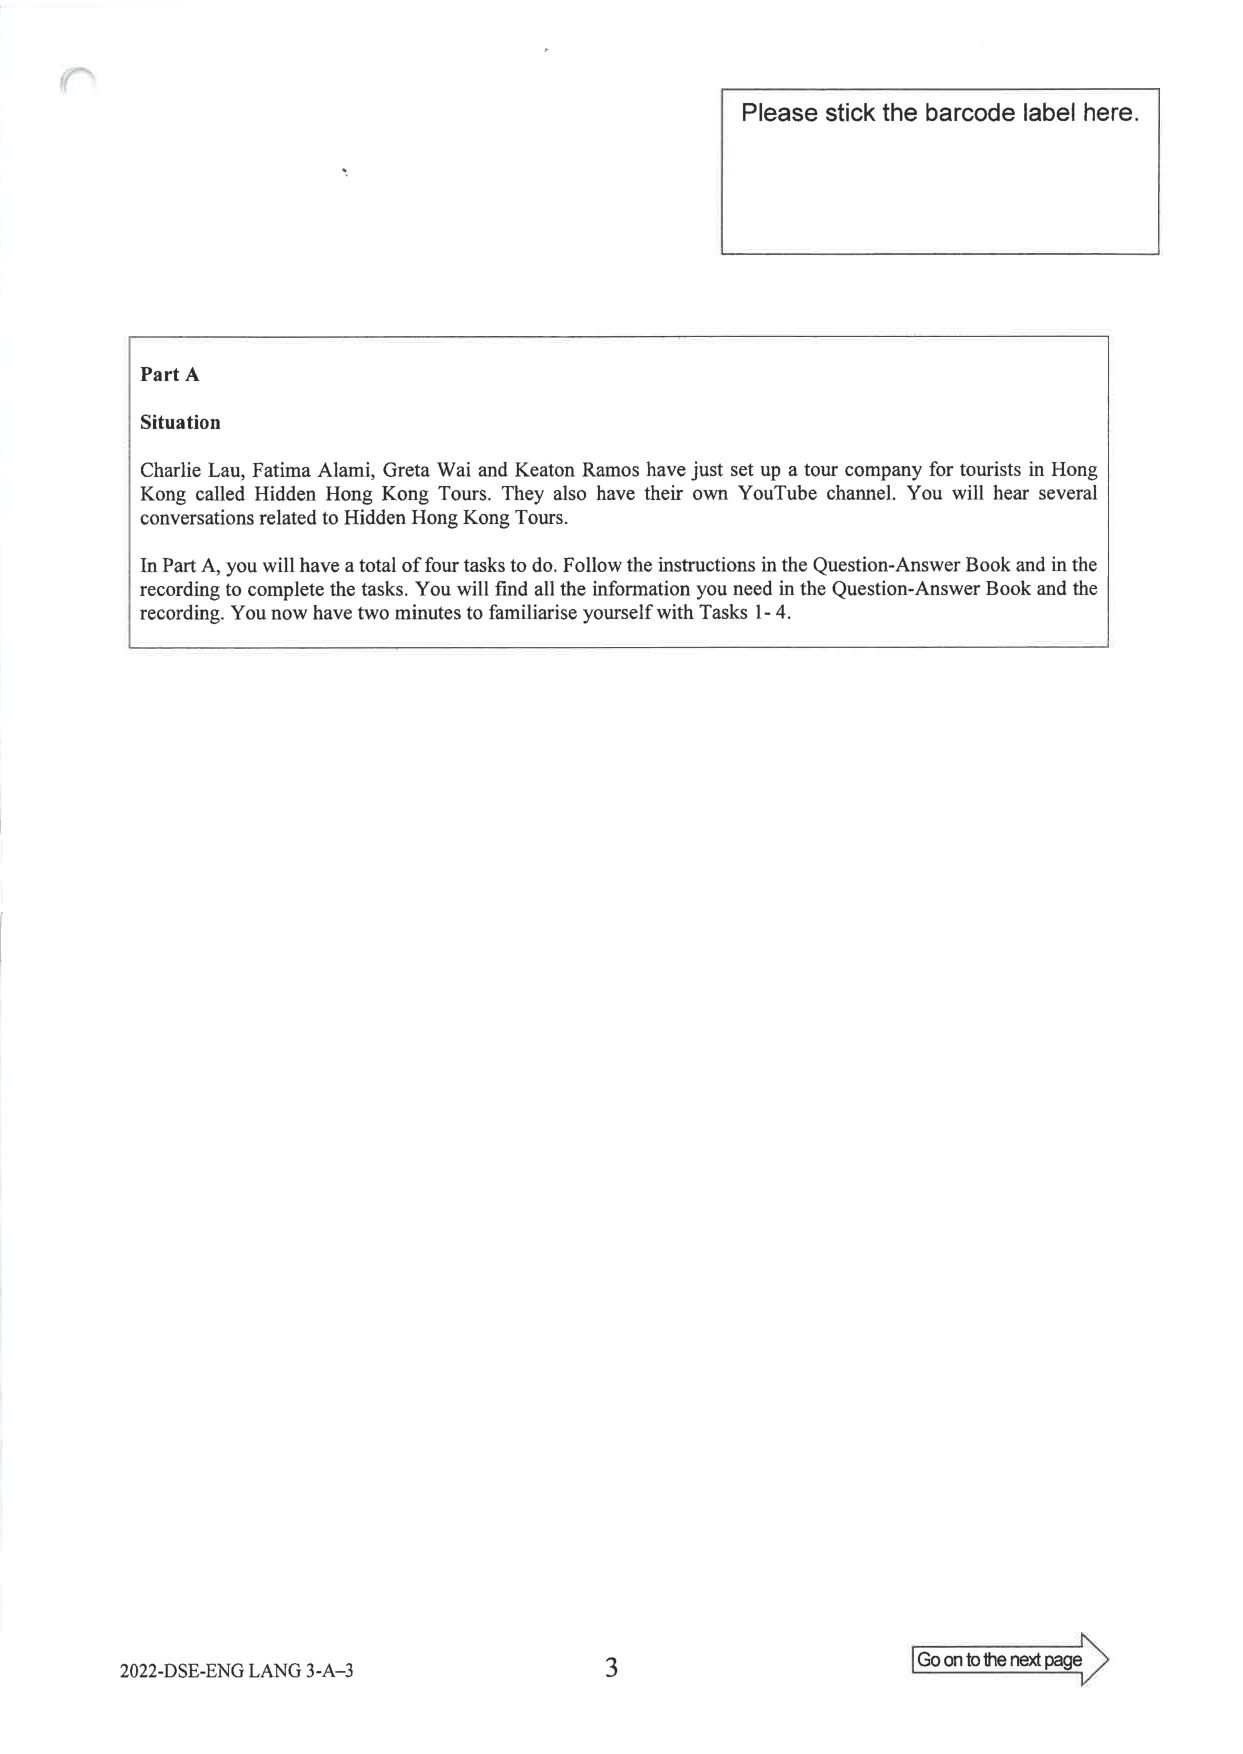 Please stick the barcode label here.
Part A
Situation
Charlie Lau, Fatima Alami, Greta Wai and Keaton Ramos have just set up a tour company for tourists in Hong
Kong called Hidden Hong Kong Tours. They also have their own YouTube channel. You will hear several
conversations related to Hidden Hong Kong Tours.
In Part A, you will have a total of four tasks to do. Follow the instructions in the Question-Answer Book and in the
recording to complete the tasks. You will find all the information you need in the Question-Answer Book and the
recording. You now have two minutes to familiarise yourself with Tasks 1- 4.
2022-DSE-ENG LANG 3-A–3
3
Go on to the next page